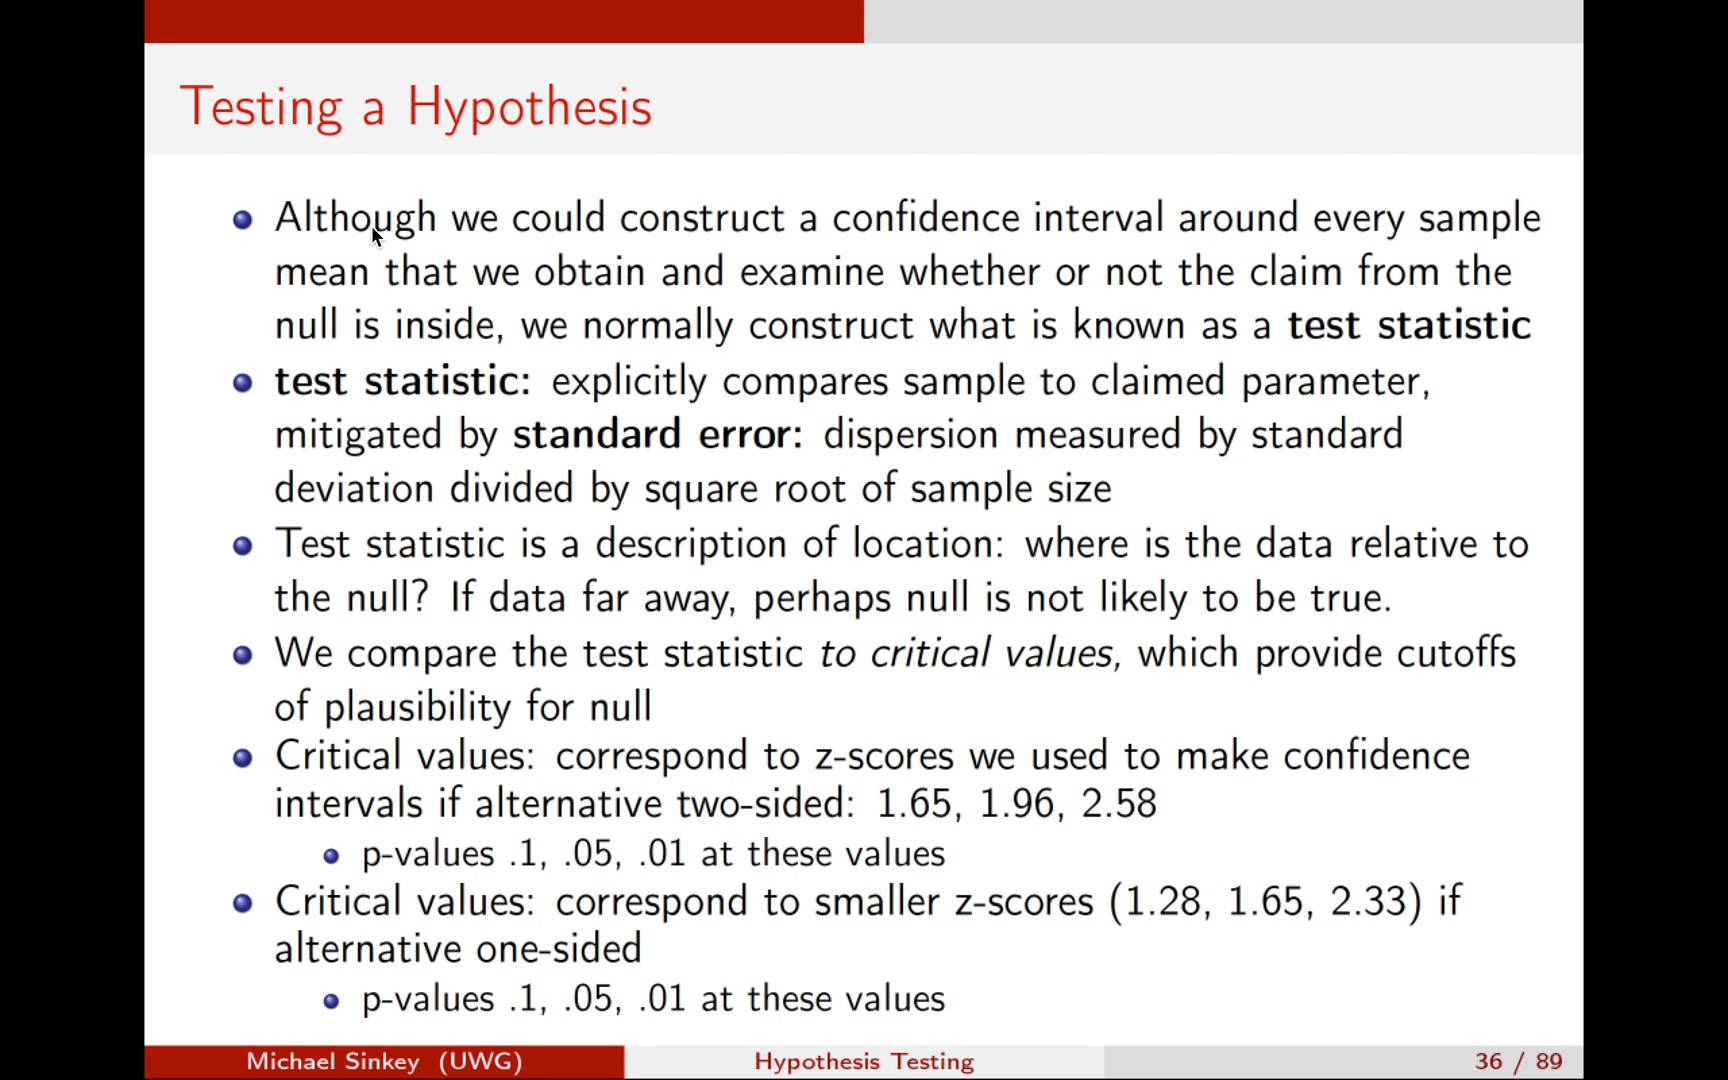 Testing a Hypothesis
Although we could construct a confidence interval around every sample
mean that we obtain and examine whether or not the claim from the
null is inside, we normally construct what is known as a test statistic
test statistic: explicitly compares sample to claimed parameter,
mitigated by standard error: dispersion measured by standard
deviation divided by square root of sample size
Test statistic is a description of location: where is the data relative to
the null? If data far away, perhaps null is not likely to be true.
We compare the test statistic to critical values, which provide cutoffs
of plausibility for null
Critical values: correspond to z-scores we used to make confidence
intervals if alternative two-sided: 1.65, 1.96, 2.58
p-values .1, .05, .01 at these values
Critical values: correspond to smaller z-scores (1.28, 1.65, 2.33) if
alternative one-sided
p-values .1, .05, .01 at these values
Michael Sinkey (UWG)
Hypothesis Testing
36 / 89